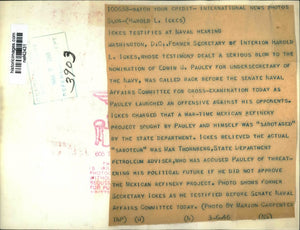 100638-WATCH YOUR CREDIT- INTERNATIONAL NEWS PHOTOS
SLUG-(HAROLD L. ICKES)
ICKES TESTIFIES AT NAVAL HEARING
WASHINGTON, D.C., FORMER SECRETARY OF INTERIOR HAROLD
L. ICKES, WHOSE TESTIMONY DEALT A SERIOUS BLOW TO THE
NOMINATION OF EDWIN W. PAULEY FOR UNDERSECRETARY OF
THE NAVY, WAS CALLED BACK BEFORE THE SENATE NAVAL
AFFAIRS COMMITTEE FOR CROSS-EXAMINATION TODAY AS
PAULEY LAUNCHED AN OFFENSIVE AGAINST HIS OPPONENTS.
ICKES CHARGED THAT A WAR-TIME MEXICAN REFINERY
PROJECT SOUGHT BY PAULEY AND HIMSELF WAS "SABOTAGED"
BY THE STATE DEPARTMENT. ICKES BELIEVED THE ACTUAL
"SABOTEUR" WAS MAX THORNBERG, STATE DEPARTMENT
PETROLEUM ADVISER, WHO HAS ACCUSED PAULEY OF THREAT-
ENING HIS POLITICAL FUTURE IF HE DID NOT APPROVE
THE MEXICAN REFINERY PROJECT. PHOTO SHOWS FORMER
SECRETARY ICKES AS HE TESTIFIED BEFORE SENATE NAVAL
AFFAIRS COMMITTEE TODAY. (PHOTO BY MARION CARPENTER
3903
historicimages.com